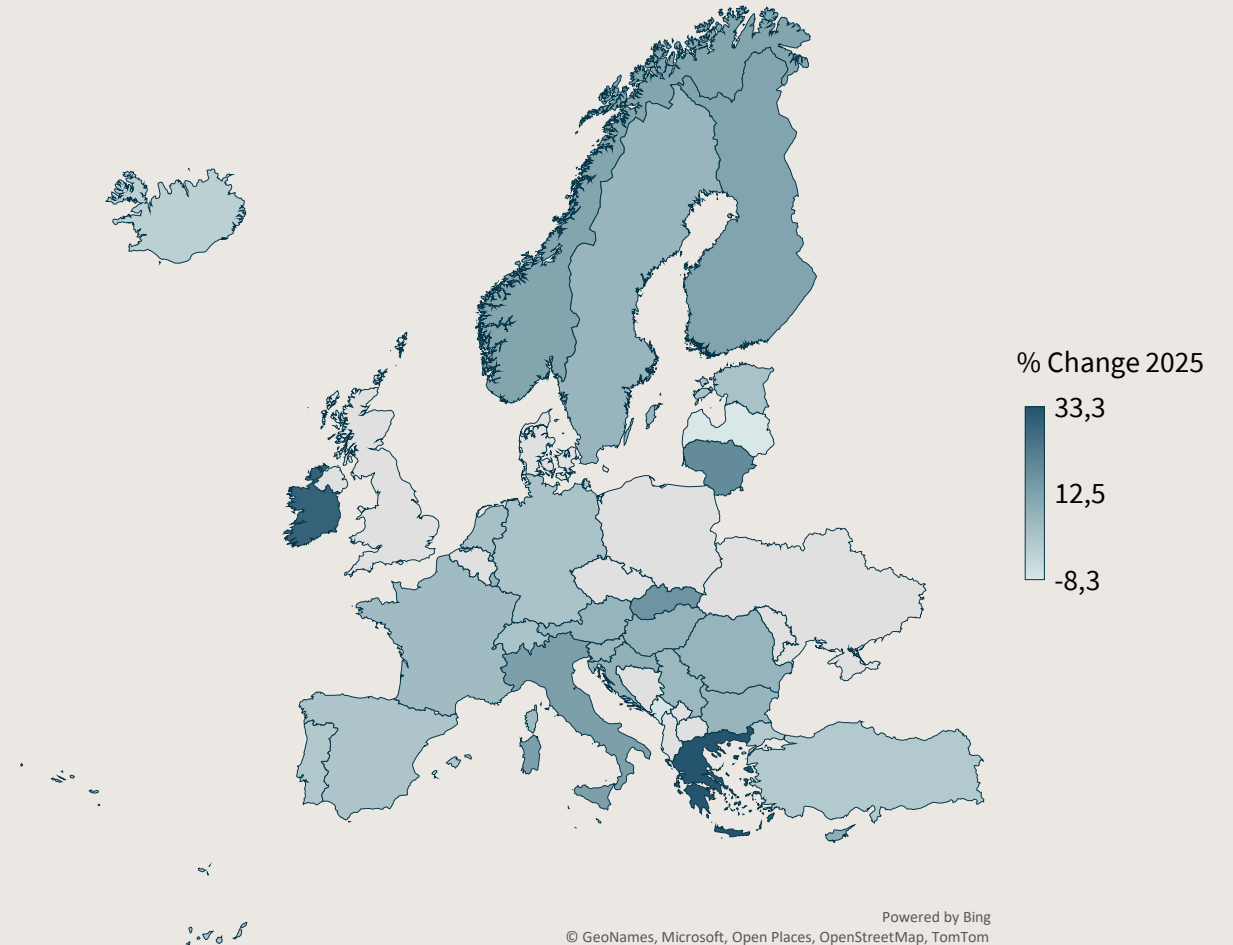 % Change 2025
33,3
12,5
-8,3
Powered by Bing
© GeoNames, Microsoft, Open Places, OpenStreetMap, TomTom